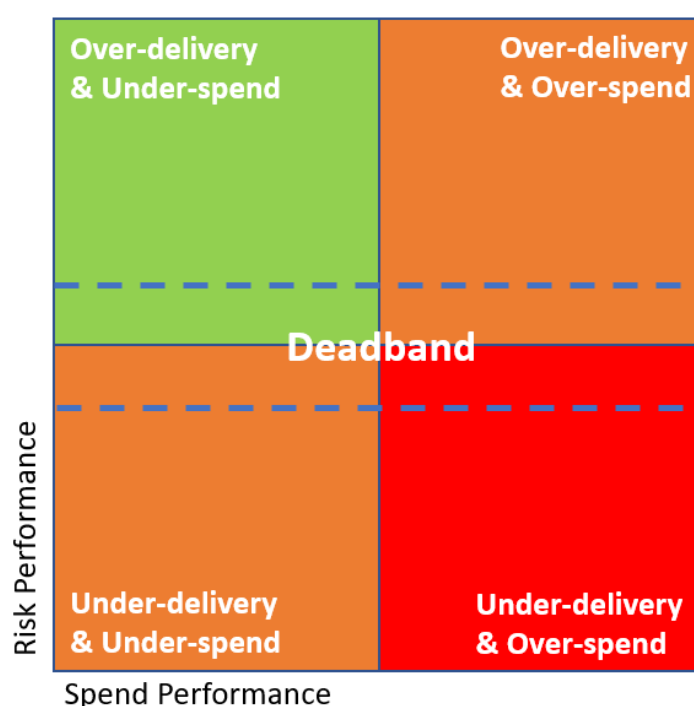 Over-delivery
& Under-spend
Over-delivery
& Over-spend
Deadband
Risk Performance
Under-delivery
& Under-spend
Under-delivery
& Over-spend
Spend Performance